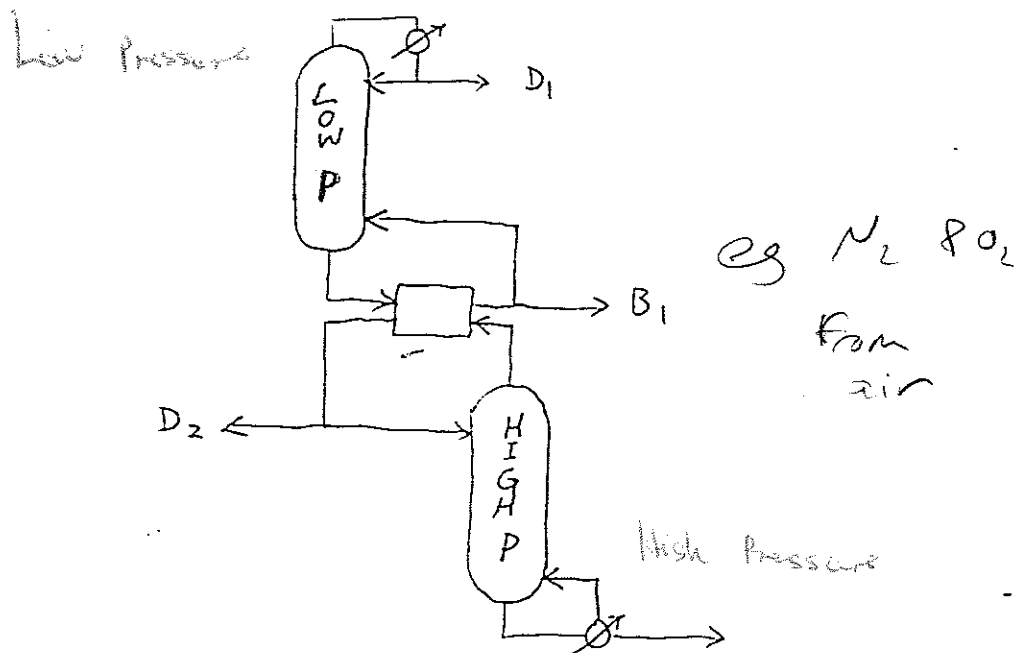 Low Pressure
D₁
LOW P
eg N₂ & O₂
B₁
from
air
D₂
HIGH P
High Pressure